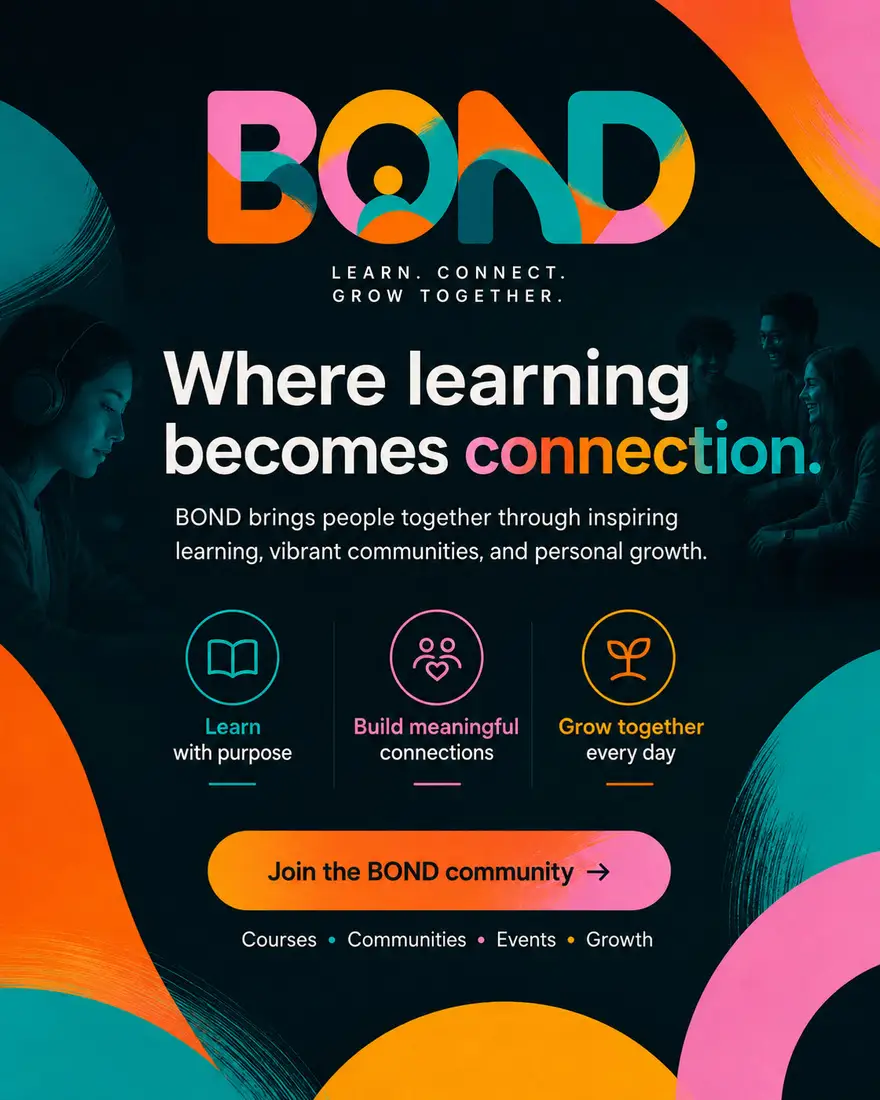 BOND
LEARN. CONNECT.
GROW TOGETHER.
Where learning
becomes connection.
BOND brings people together through inspiring
learning, vibrant communities, and personal growth.
Learn
with purpose
Build meaningful
connections
Grow together
every day
Join the BOND community →
Courses • Communities • Events • Growth